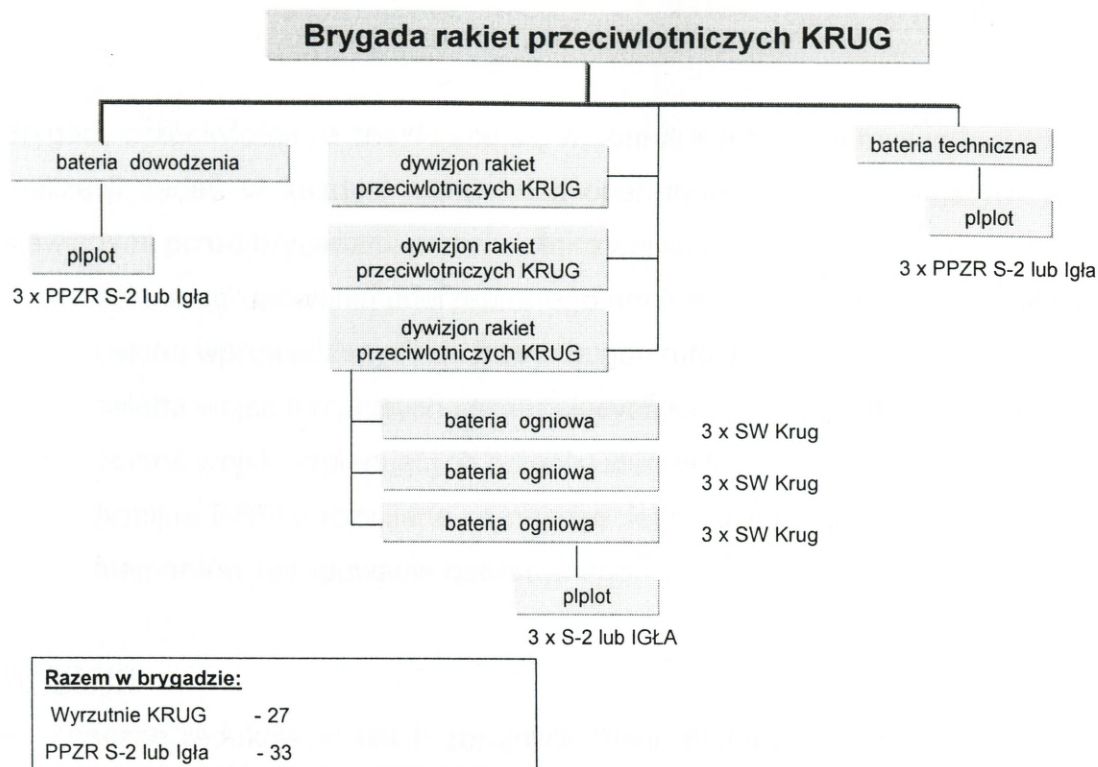 Brygada rakiet przeciwlotniczych KRUG
bateria dowodzenia
plplot
3 x PPZR S-2 lub Igła
dywizjon rakiet
przeciwlotniczych KRUG
dywizjon rakiet
przeciwlotniczych KRUG
dywizjon rakiet
przeciwlotniczych KRUG
bateria techniczna
plplot
3 x PPZR S-2 lub Igła
bateria ogniowa
3 x SW Krug
bateria ogniowa
3 x SW Krug
bateria ogniowa
3 x SW Krug
plplot
3 x S-2 lub IGŁA
Razem w brygadzie:
Wyrzutnie KRUG - 27
PPZR S-2 lub Igła - 33